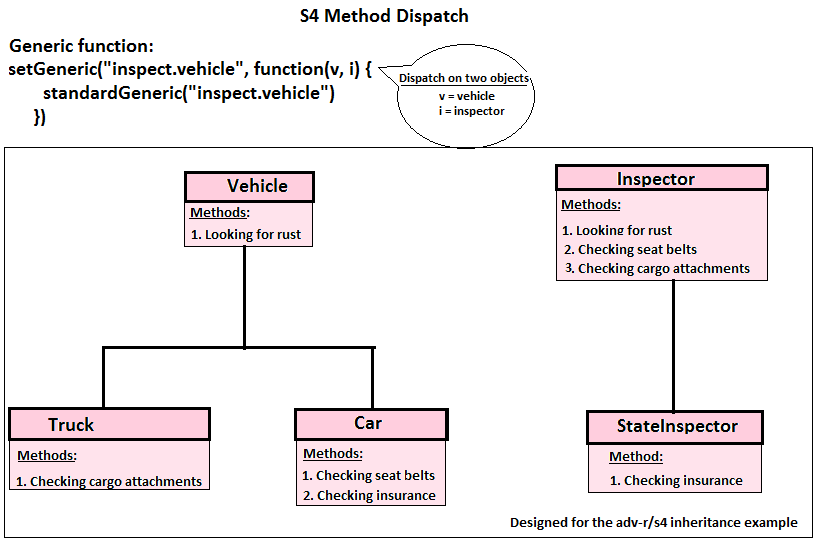 S4 Method Dispatch
Generic function:
setGeneric("inspect.vehicle", function(v, i) {
standardGeneric("inspect.vehicle")
})
Dispatch on two objects
v = vehicle
i = inspector
Vehicle
Methods:
1. Looking for rust
Inspector
Methods:
1. Looking for rust
2. Checking seat belts
3. Checking cargo attachments
Truck
Methods:
1. Checking cargo attachments
Car
Methods:
1. Checking seat belts
2. Checking insurance
StateInspector
Method:
1. Checking insurance
Designed for the adv-r/s4 inheritance example